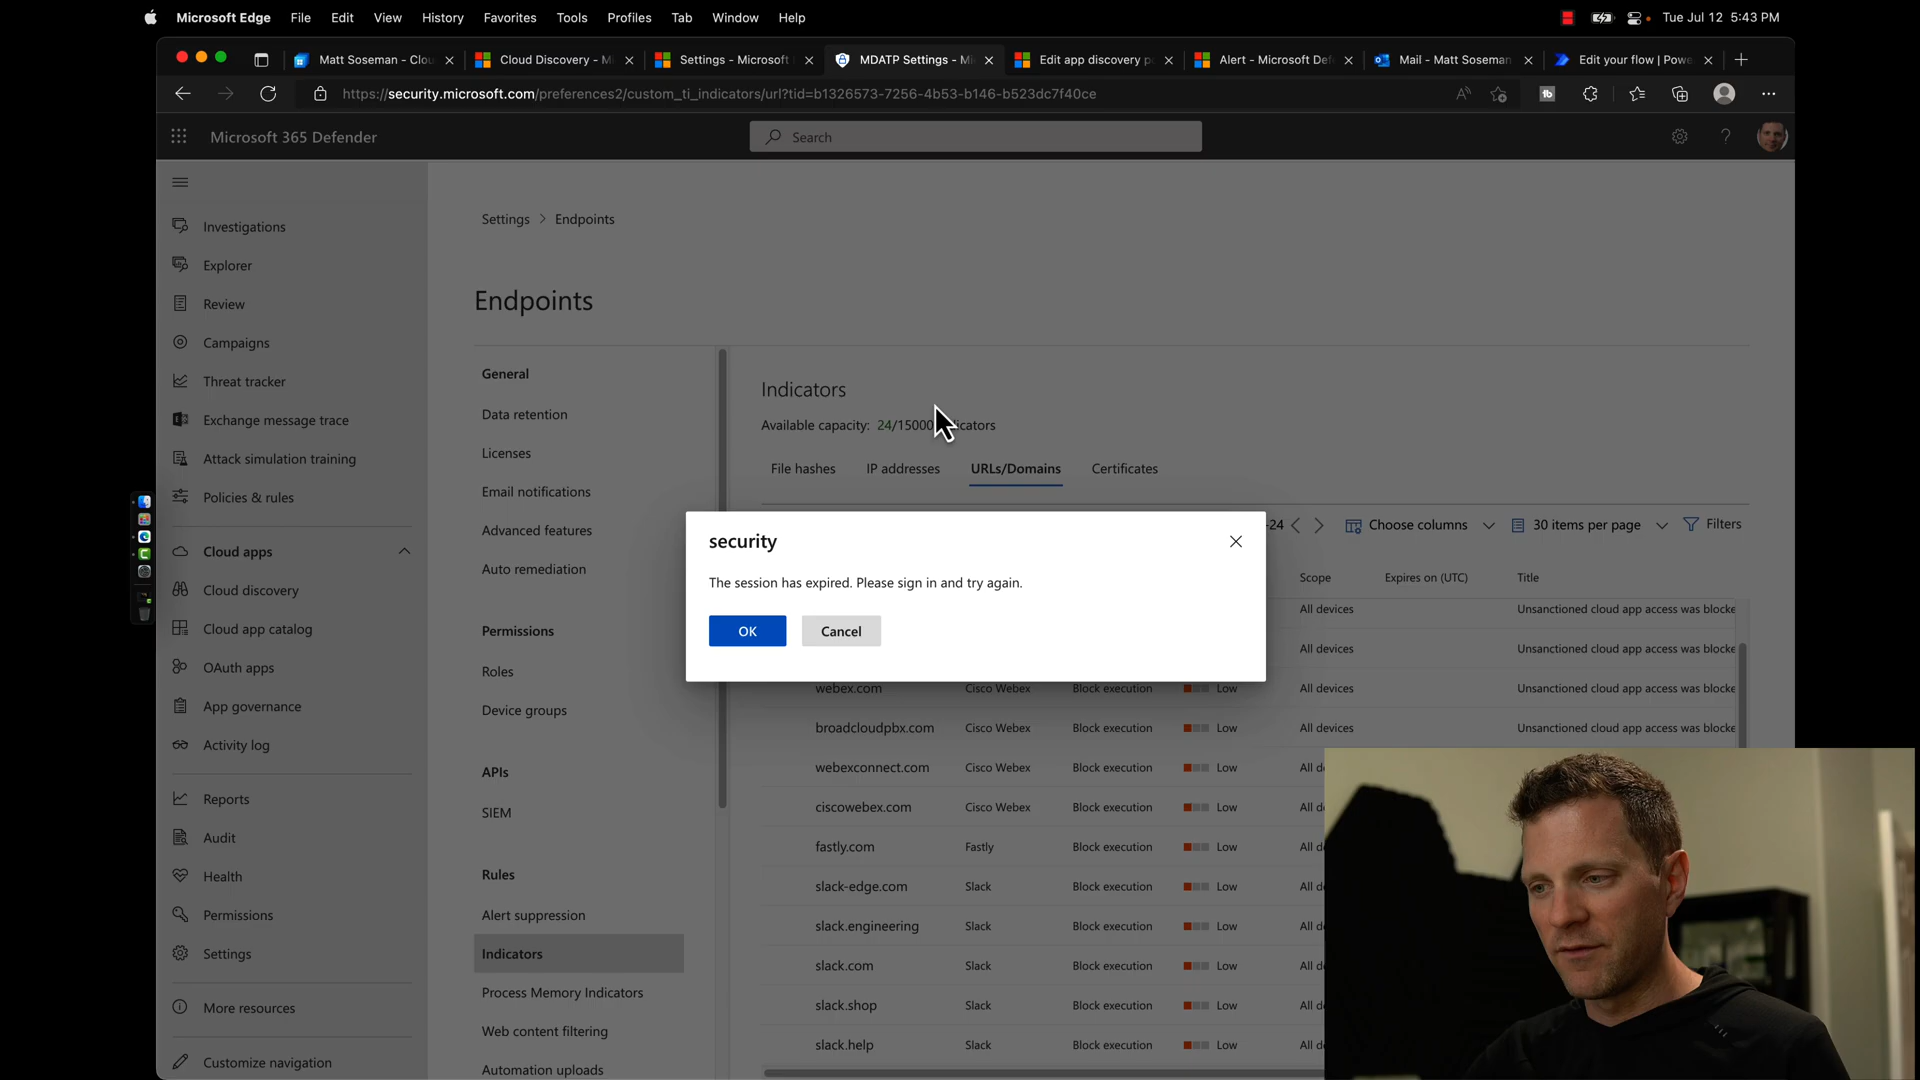 Microsoft Edge File Edit View History Favorites Tools Profiles Tab Window Help
Tue Jul 12 5:43 PM
Matt Soseman - Clou
Cloud Discovery - M
Settings - Microsoft
MDATP Settings - Mi
Edit app discovery p
Alert - Microsoft Def
Mail - Matt Soseman
Edit your flow | Powe
https://security.microsoft.com/preferences2/custom_ti_indicators/url?tid=b1326573-7256-4b53-b146-b523dc7f40ce
Microsoft 365 Defender
Search
Investigations
Explorer
Review
Campaigns
Threat tracker
Exchange message trace
Attack simulation training
Policies & rules
Cloud apps
Cloud discovery
Cloud app catalog
OAuth apps
App governance
Activity log
Reports
Audit
Health
Permissions
Settings
More resources
Customize navigation
Settings > Endpoints
Endpoints
General
Data retention
Licenses
Email notifications
Advanced features
Auto remediation
Permissions
Roles
Device groups
APIs
SIEM
Rules
Alert suppression
Indicators
Process Memory Indicators
Web content filtering
Automation uploads
Indicators
Available capacity: 24/15000 icators
File hashes IP addresses URLs/Domains Certificates
-24 Choose columns 30 items per page Filters
Scope Expires on (UTC) Title
All devices Unsanctioned cloud app access was blocke
All devices Unsanctioned cloud app access was blocke
security
The session has expired. Please sign in and try again.
OK Cancel
webex.com Cisco Webex Block execution Low All devices Unsanctioned cloud app access was blocke
broadcloudpbx.com Cisco Webex Block execution Low All devices Unsanctioned cloud app access was blocke
webexconnect.com Cisco Webex Block execution Low All d
ciscowebex.com Cisco Webex Block execution Low All d
fastly.com Fastly Block execution Low All d
slack-edge.com Slack Block execution Low All d
slack.engineering Slack Block execution Low All d
slack.com Slack Block execution Low All d
slack.shop Slack Block execution Low All d
slack.help Slack Block execution Low All d